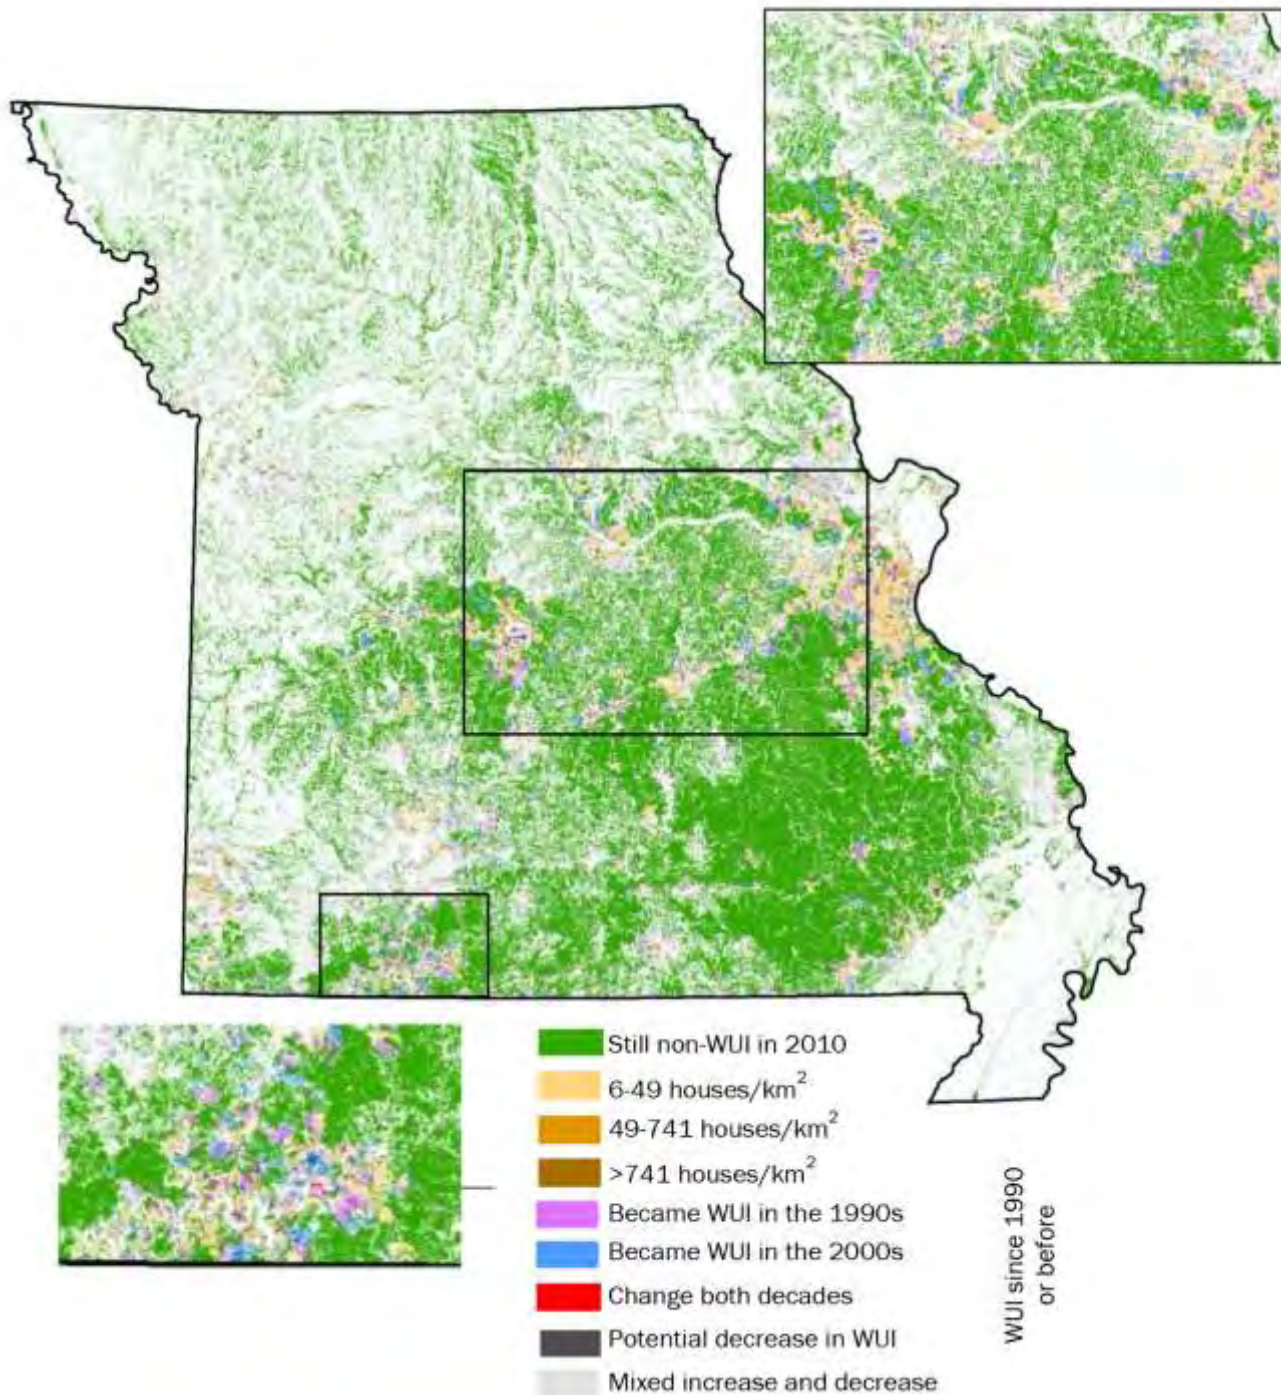 Still non-WUI in 2010
6-49 houses/km²
49-741 houses/km²
>741 houses/km²
Became WUI in the 1990s
Became WUI in the 2000s
Change both decades
Potential decrease in WUI
Mixed increase and decrease
WUI since 1990
or before